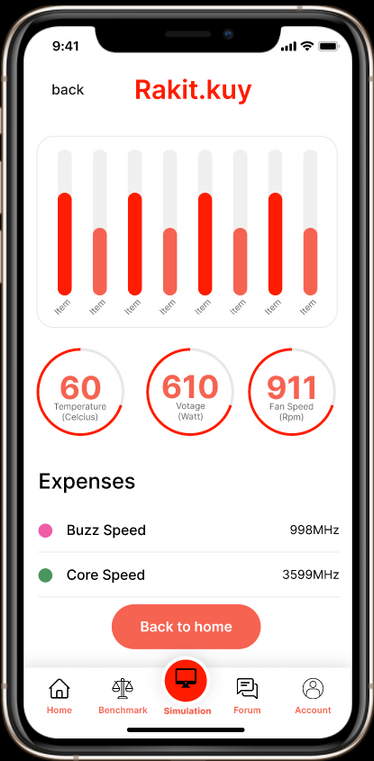 9:41
back
Rakit.kuy
Item Item Item Item Item Item Item Item
60 610 911
Temperature Votage Fan Speed
(Celcius) (Watt) (Rpm)
Expenses
Buzz Speed 998MHz
Core Speed 3599MHz
Back to home
Home Benchmark Simulation Forum Account